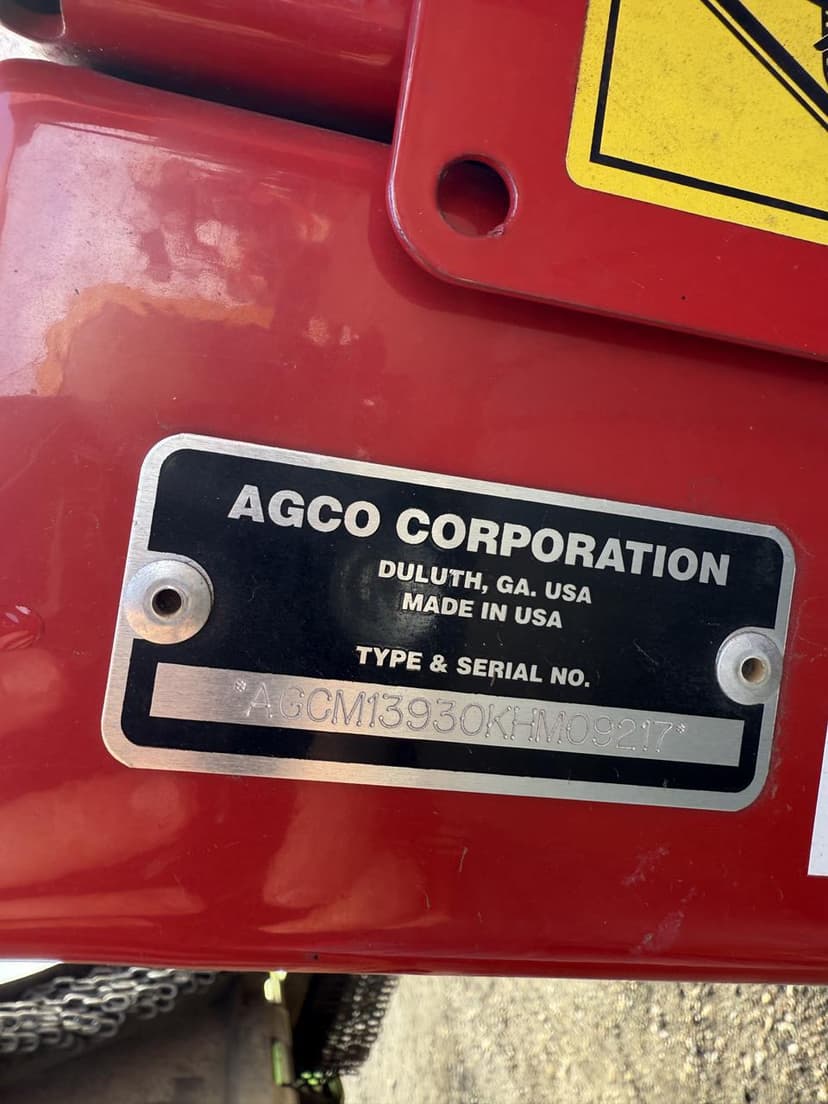 AGCO CORPORATION
DULUTH, GA. USA
MADE IN USA
TYPE & SERIAL NO.
*AGCM13930KHM09217*